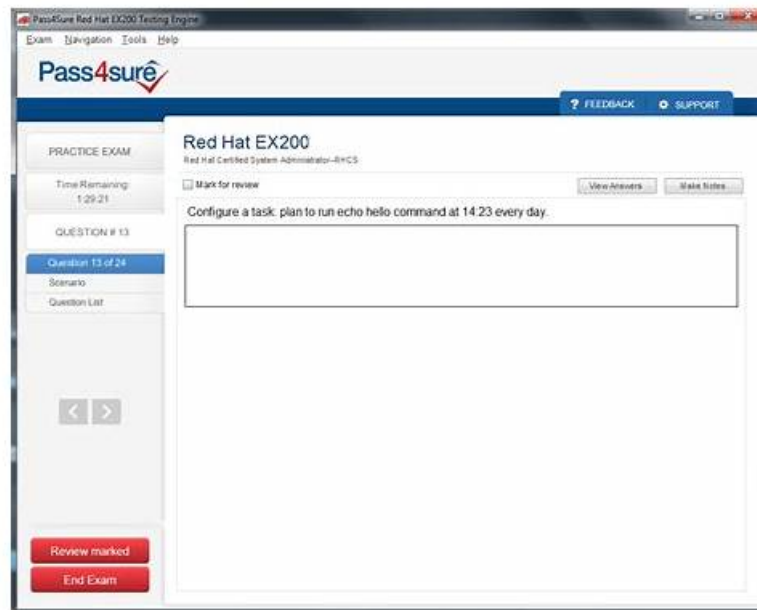 Pass4Sure Red Hat EX200 Testing Engine
Exam Navigation Tools Help
Pass4sure
? FEEDBACK SUPPORT
PRACTICE EXAM
Time Remaining:
1:29:21
QUESTION # 13
Question 13 of 24
Scenario
Question List
Review marked
End Exam
Red Hat EX200
Red Hat Certified System Administrator--RHCS
Mark for review
View Answers Make Notes
Configure a task: plan to run echo hello command at 14:23 every day.